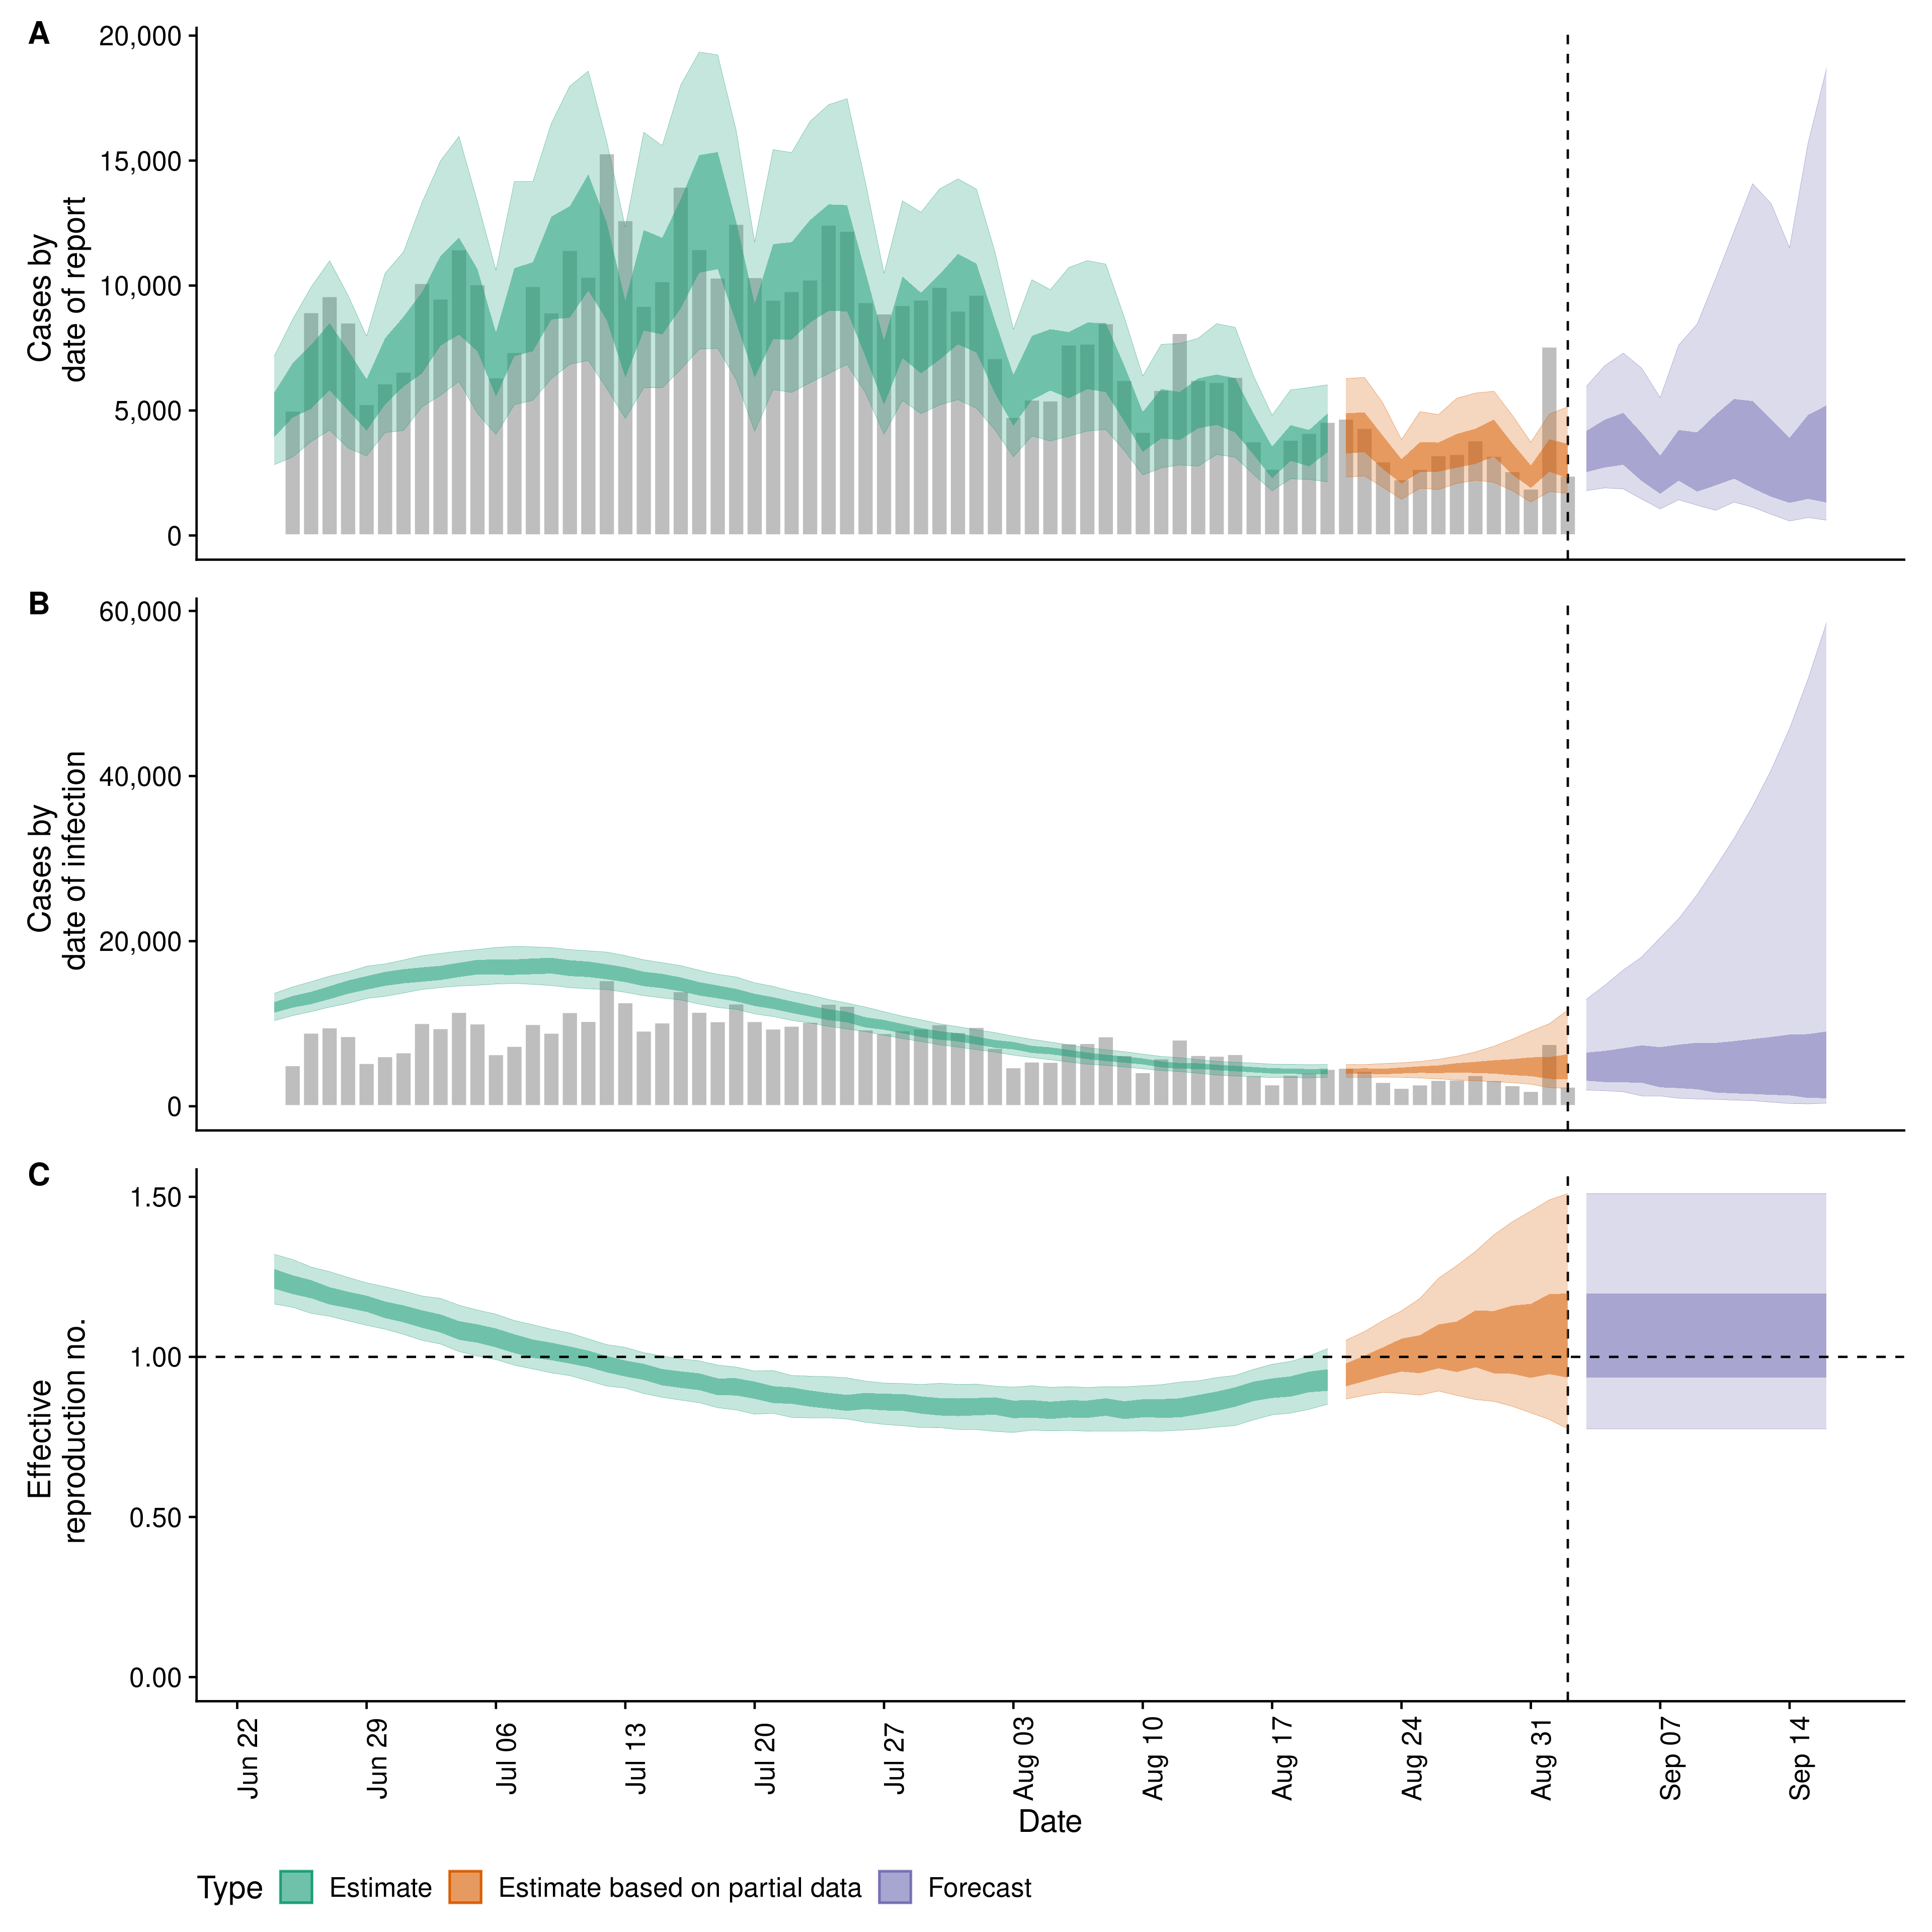 A
20,000
15,000
10,000
5,000
0
Cases by
date of report
B
60,000
40,000
20,000
0
Cases by
date of infection
C
1.50
1.00
0.50
0.00
Effective
reproduction no.
Jun 22
Jun 29
Jul 06
Jul 13
Jul 20
Jul 27
Aug 03
Aug 10
Aug 17
Aug 24
Aug 31
Sep 07
Sep 14
Date
Type Estimate Estimate based on partial data Forecast